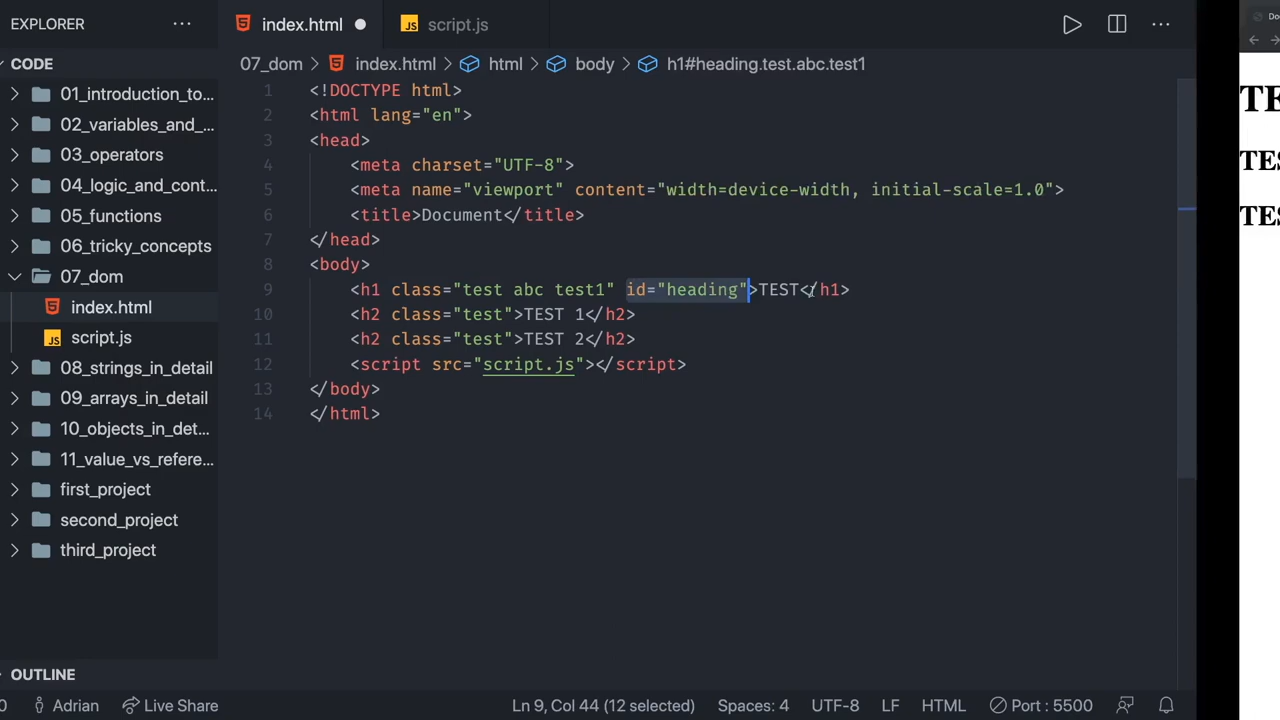 EXPLORER
index.html
script.js
CODE
07_dom > index.html > html > body > h1#heading.test.abc.test1
01_introduction_to...
02_variables_and_...
03_operators
04_logic_and_cont...
05_functions
06_tricky_concepts
07_dom
index.html
script.js
08_strings_in_detail
09_arrays_in_detail
10_objects_in_det...
11_value_vs_refere...
first_project
second_project
third_project
1 <!DOCTYPE html>
2 <html lang="en">
3 <head>
4 <meta charset="UTF-8">
5 <meta name="viewport" content="width=device-width, initial-scale=1.0">
6 <title>Document</title>
7 </head>
8 <body>
9 <h1 class="test abc test1" id="heading">TEST</h1>
10 <h2 class="test">TEST 1</h2>
11 <h2 class="test">TEST 2</h2>
12 <script src="script.js"></script>
13 </body>
14 </html>
OUTLINE
0 Adrian Live Share Ln 9, Col 44 (12 selected) Spaces: 4 UTF-8 LF HTML Port : 5500